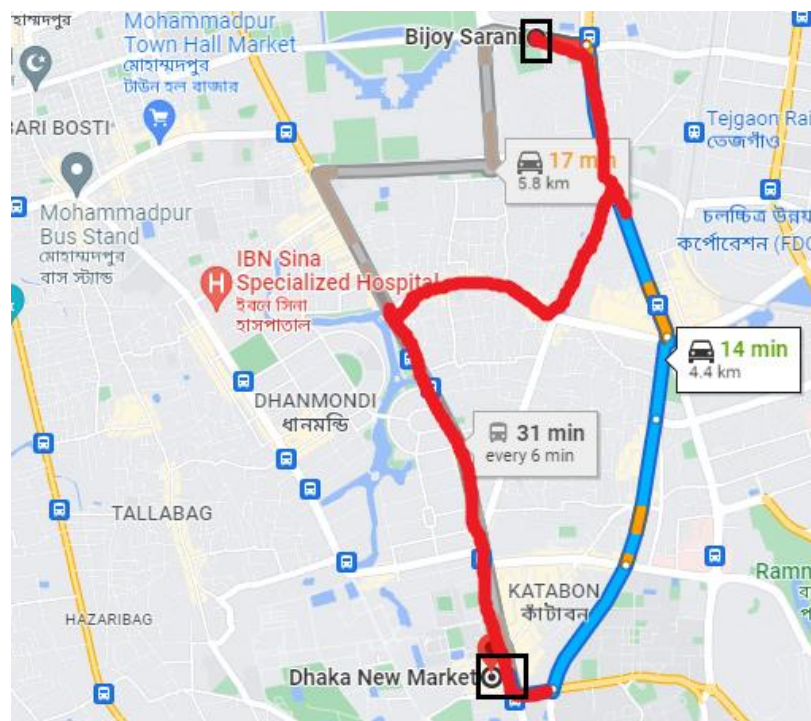 হাম্মদপুর
Mohammadpur
Town Hall Market
মোহাম্মদপুর
টাউন হল বাজার
Bijoy Sarani
BARI BOSTI
Tejgaon Rai
তেজগাঁও
17 min
5.8 km
চলচ্চিত্র উন্নয়
কর্পোরেশন (FDC
Mohammadpur
Bus Stand
মোহাম্মদপুর
বাস স্ট্যান্ড
IBN Sina
Specialized Hospital
ইবনে সিনা
হাসপাতাল
14 min
4.4 km
DHANMONDI
ধানমন্ডি
31 min
every 6 min
TALLABAG
KATABON
কাঁটাবন
Ramn
HAZARIBAG
Dhaka New Market